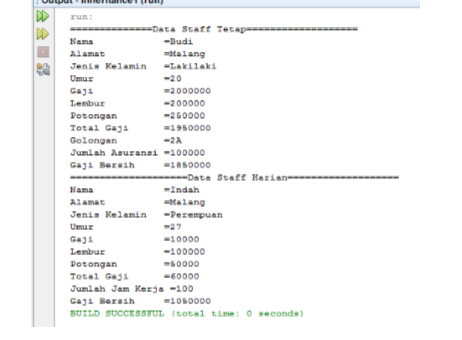 Output - Inheritance1 (run)
run:
==============Data Staff Tetap===================
Nama =Budi
Alamat =Malang
Jenis Kelamin =Lakilaki
Umur =20
Gaji =2000000
Lembur =200000
Potongan =250000
Total Gaji =1950000
Golongan =2A
Jumlah Asuransi =100000
Gaji Bersih =1850000
====================Data Staff Harian===================
Nama =Indah
Alamat =Malang
Jenis Kelamin =Perempuan
Umur =27
Gaji =10000
Lembur =100000
Potongan =50000
Total Gaji =60000
Jumlah Jam Kerja =100
Gaji Bersih =1050000
BUILD SUCCESSFUL (total time: 0 seconds)